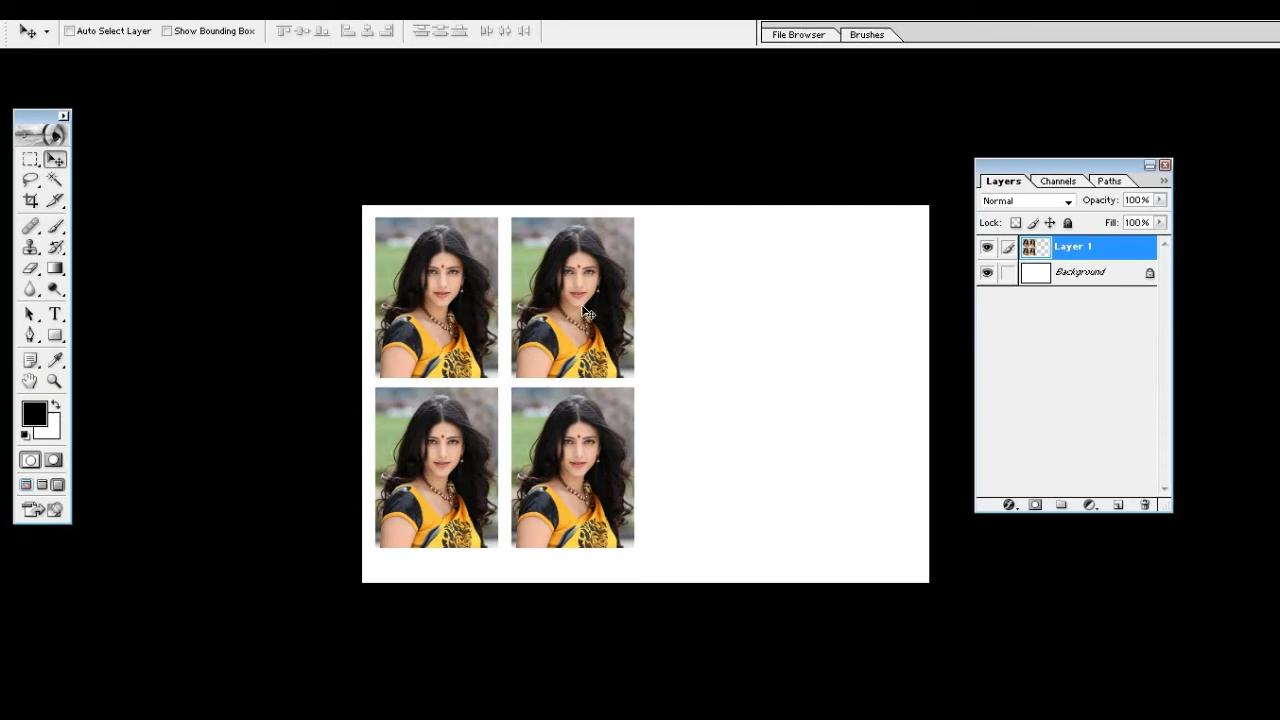 Auto Select Layer Show Bounding Box File Browser Brushes
Layers Channels Paths
Normal Opacity: 100%
Lock: Fill: 100%
Layer 1
Background
T